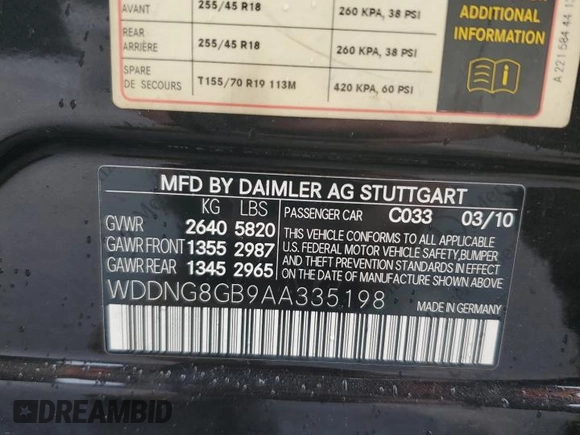 AVANT 255/45 R18 260 KPA, 38 PSI
REAR
ARRIÈRE 255/45 R18 260 KPA, 38 PSI
SPARE
DE SECOURS T155/70 R19 113M 420 KPA, 60 PSI
ADDITIONAL
INFORMATION
A 221 584 44
MFD BY DAIMLER AG STUTTGART
KG LBS
GVWR 2640 5820
GAWR FRONT 1355 2987
GAWR REAR 1345 2965
PASSENGER CAR C033 03/10
THIS VEHICLE CONFORMS TO ALL APPLICABLE
U.S. FEDERAL MOTOR VEHICLE SAFETY, BUMPER
AND THEFT PREVENTION STANDARDS IN EFFECT ON
THE DATE OF MANUFACTURE SHOWN ABOVE
WDDNG8GB9AA335198
MADE IN GERMANY
DREAMBID